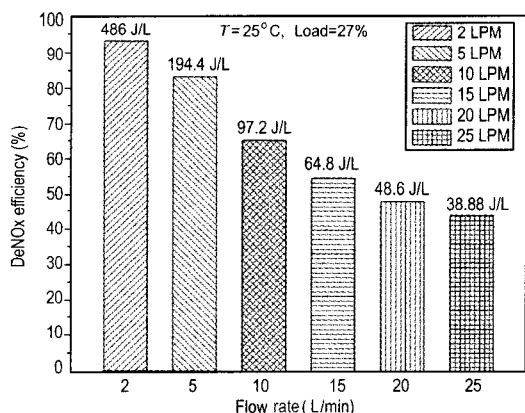 100
90
80
70
60
50
40
30
20
10
0
DeNOx efficiency (%)
486 J/L
194.4 J/L
97.2 J/L
64.8 J/L
48.6 J/L
38.88 J/L
T=25°C, Load=27%
2 LPM
5 LPM
10 LPM
15 LPM
20 LPM
25 LPM
2 5 10 15 20 25
Flow rate ( L/min)